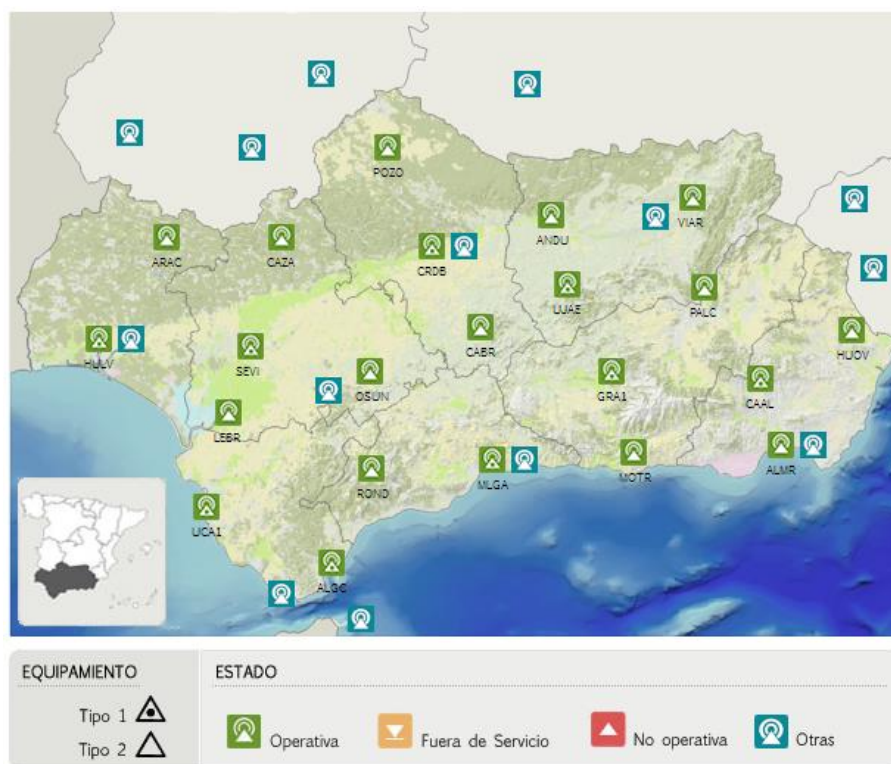 POZO
VIAR
ANDU
ARAC
CAZA
CRDB
UJAE
PALC
CABR
HULV
SEVI
HUOV
OSUN
GRA1
CAAL
LEBR
ROND
MLGA
MOTR
ALMR
UCA1
ALGC
EQUIPAMIENTO
Tipo 1
Tipo 2
ESTADO
Operativa
Fuera de Servicio
No operativa
Otras